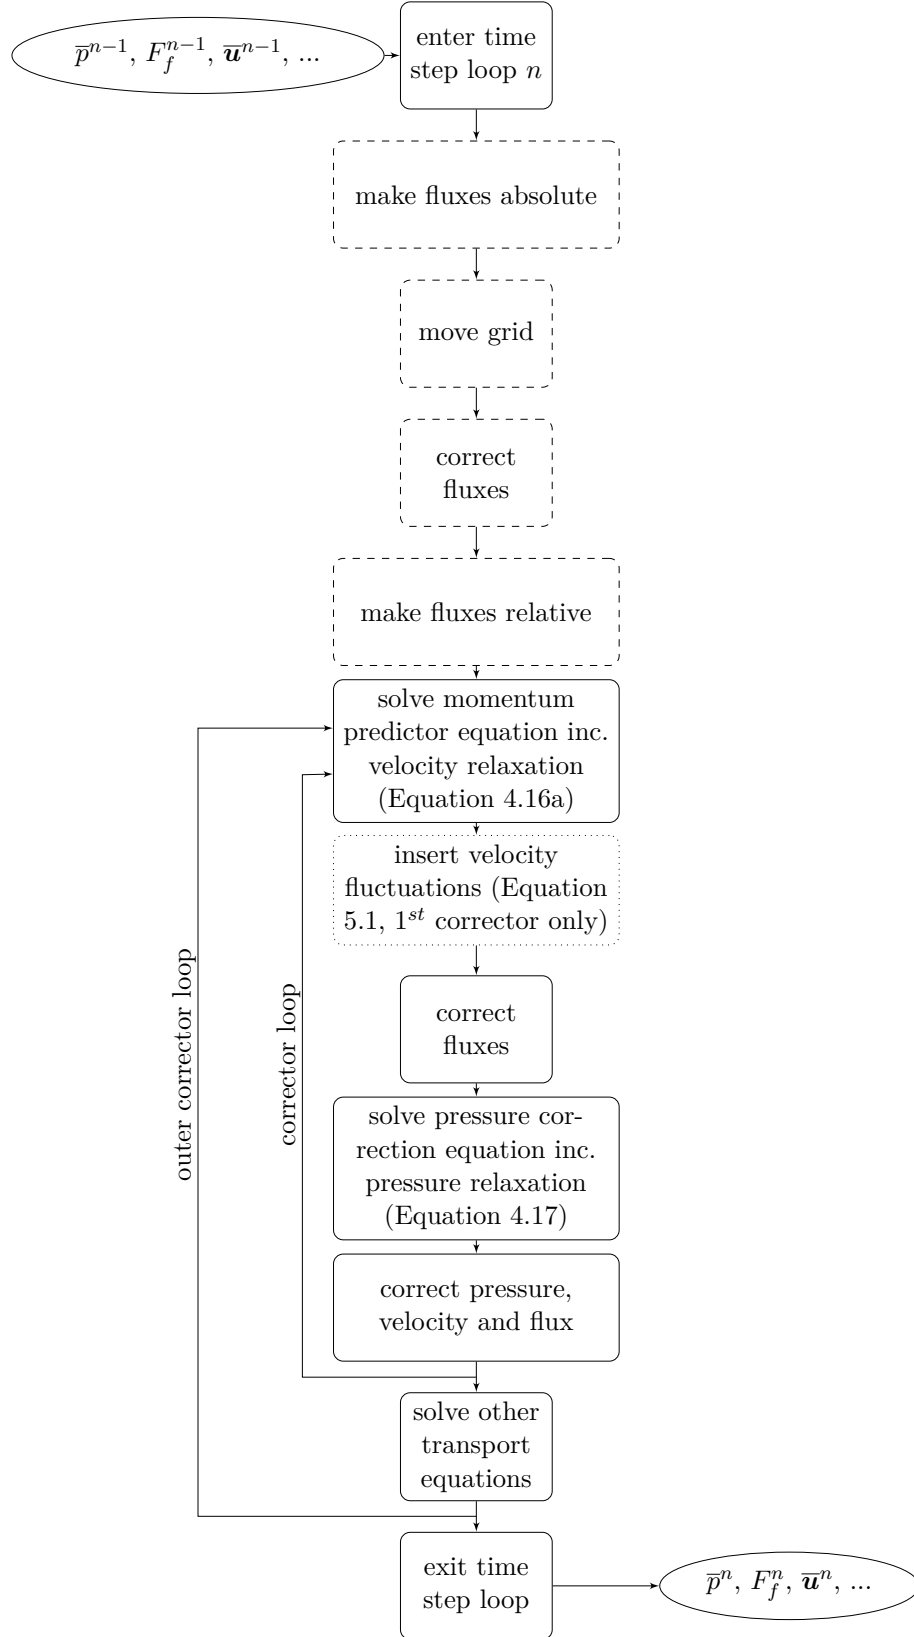 p̅ⁿ⁻¹, F_f^{n−1}, u̅ⁿ⁻¹, ...
enter time
step loop n
make fluxes absolute
move grid
correct
fluxes
make fluxes relative
solve momentum
predictor equation inc.
velocity relaxation
(Equation 4.16a)
insert velocity
fluctuations (Equation
5.1, 1ˢᵗ corrector only)
outer corrector loop
corrector loop
correct
fluxes
solve pressure cor-
rection equation inc.
pressure relaxation
(Equation 4.17)
correct pressure,
velocity and flux
solve other
transport
equations
exit time
step loop
p̅ⁿ, F_f^n, u̅ⁿ, ...